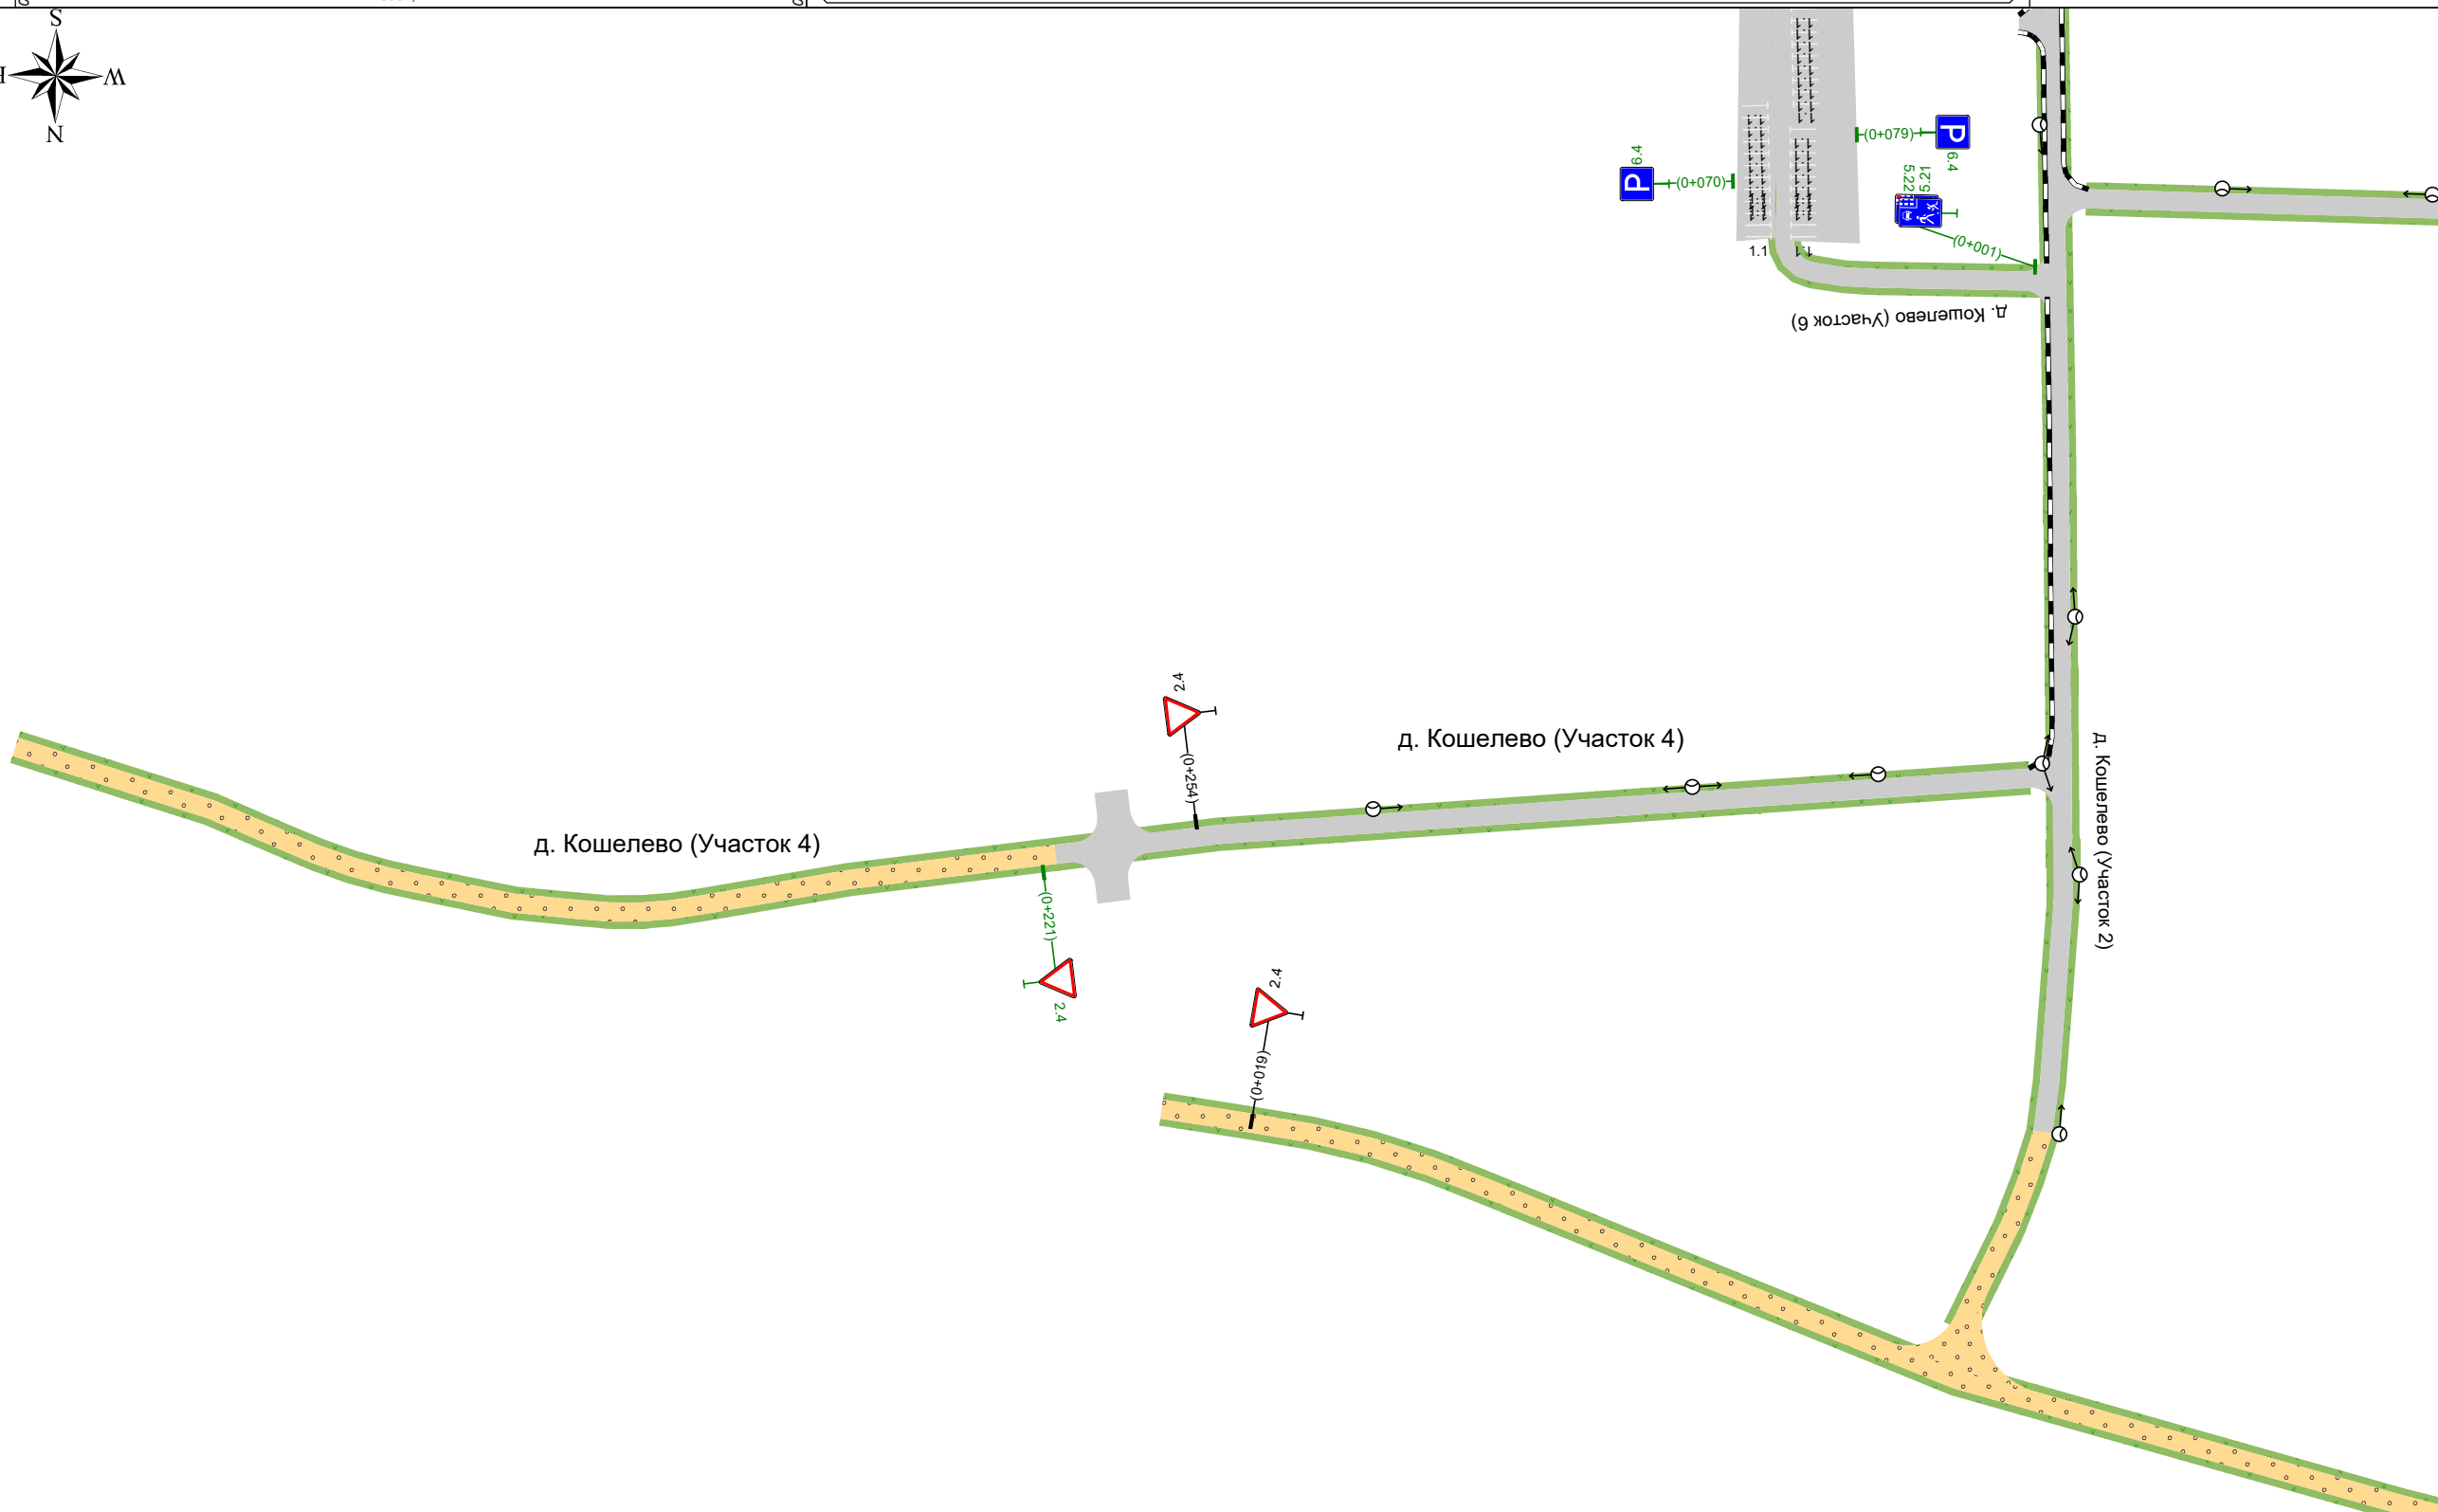 S
W
N
6.4
(0+079)
P
6.4
P
(0+070)
5.22
5.21
(0+001)
1.1
1.1
д. Кошелево (Участок 6)
2.4
(0+254)
д. Кошелево (Участок 4)
д. Кошелево (Участок 2)
д. Кошелево (Участок 4)
(0+221)
2.4
2.4
(0+019)